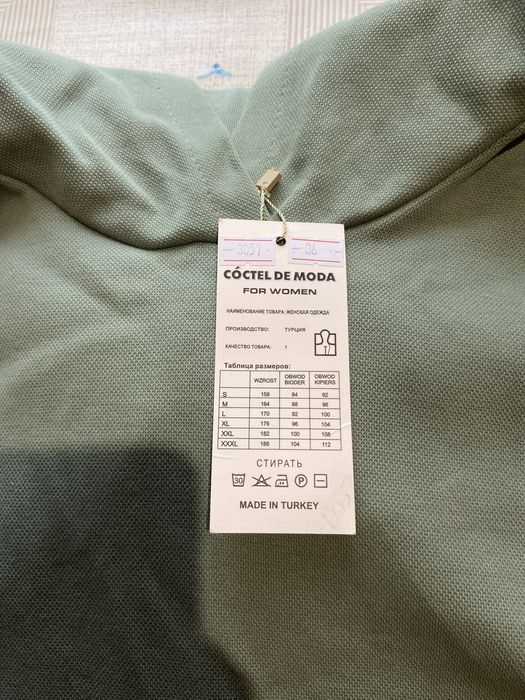 3057
36
CÓCTEL DE MODA
FOR WOMEN
НАИМЕНОВАНИЕ ТОВАРА: ЖЕНСКАЯ ОДЕЖДА
ПРОИЗВОДСТВО: ТУРЦИЯ
КАЧЕСТВО ТОВАРА: 1
Таблица размеров:
WZROST OBWOD BIODER OBWOD KIPIERS
S 158 84 92
M 164 88 96
L 170 92 100
XL 176 96 104
XXL 182 100 108
XXXL 188 104 112
СТИРАТЬ
30 P
MADE IN TURKEY